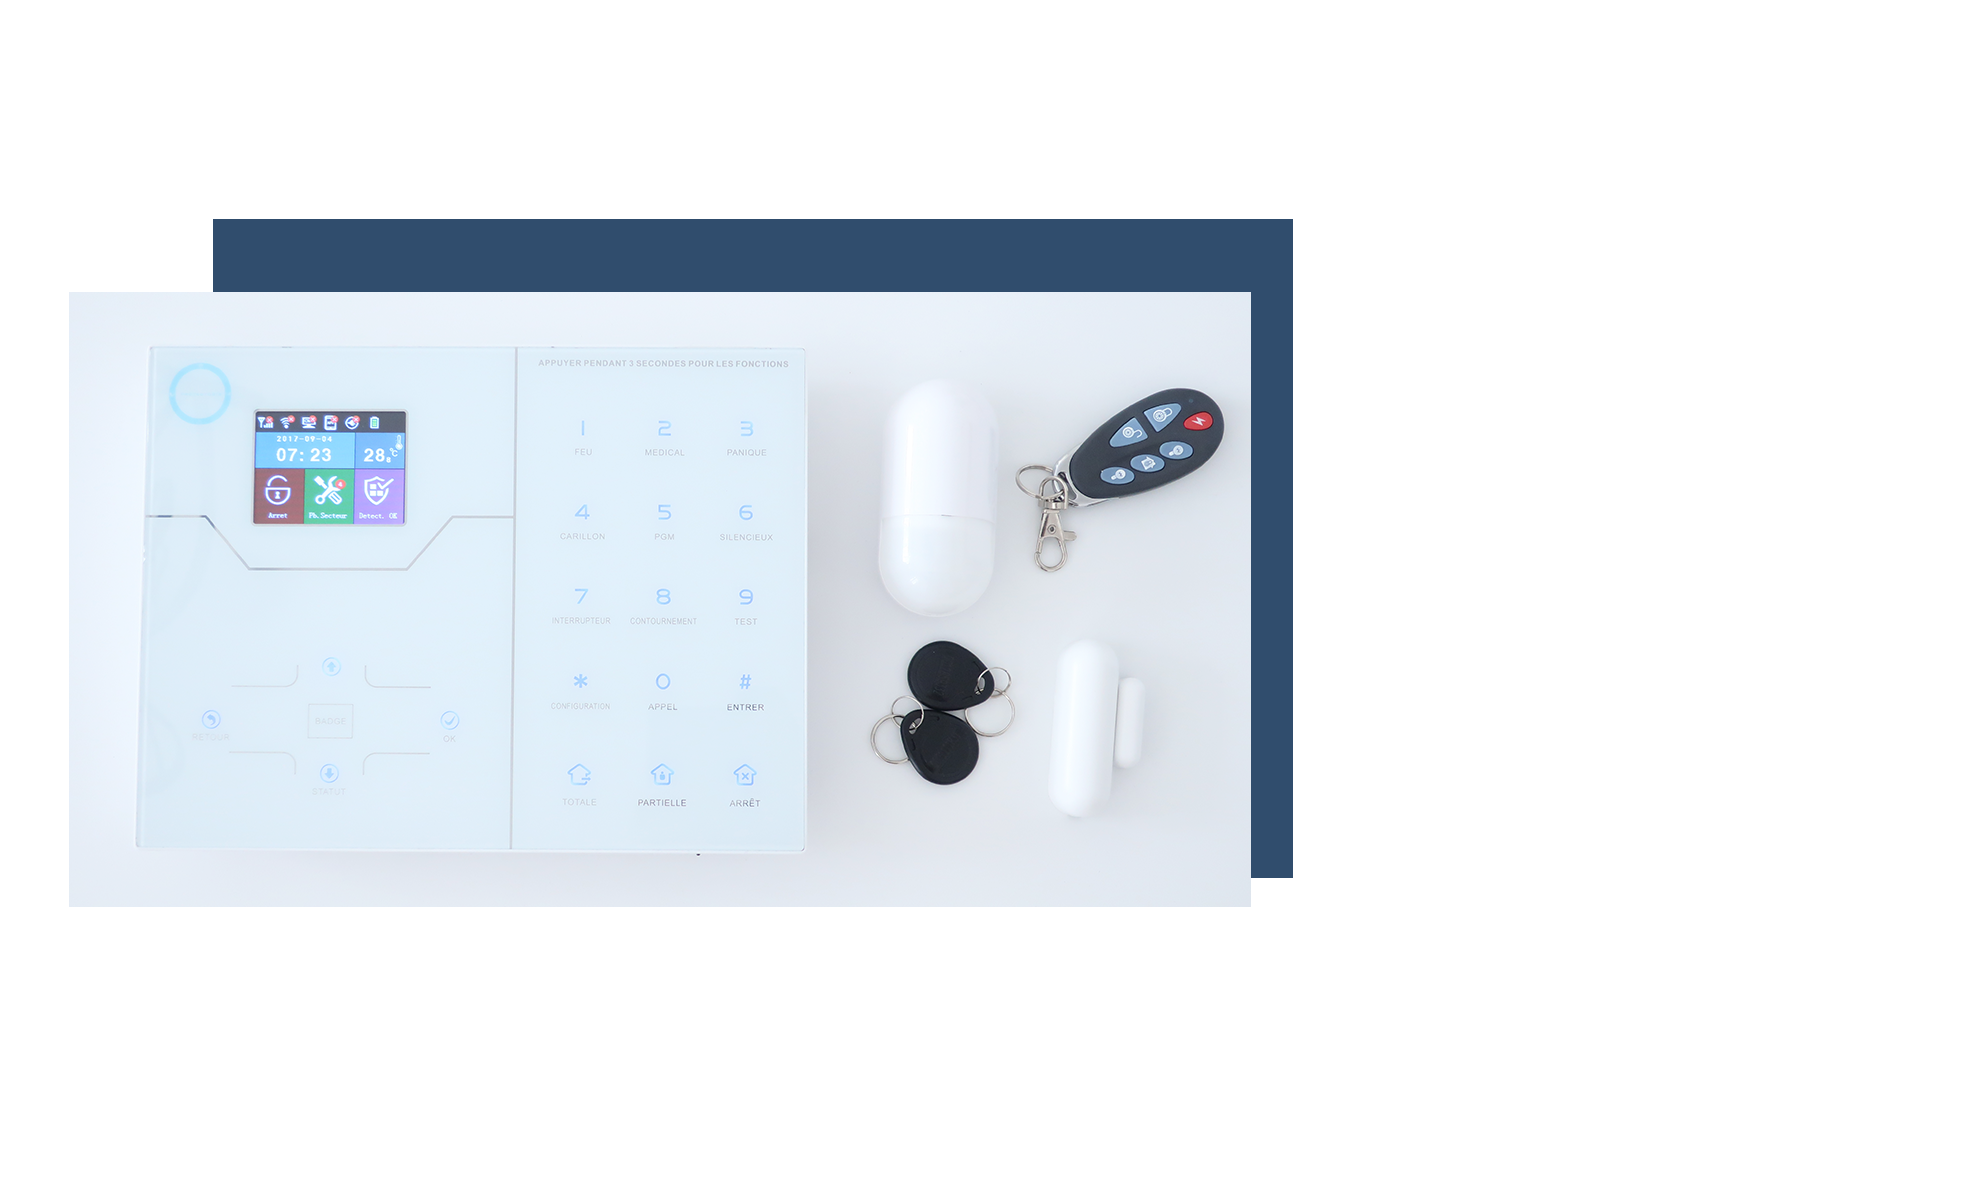 APPUYER PENDANT 3 SECONDES POUR LES FONCTIONS
2017-09-04
07:23
28
°C
Arret
Pb.Secteur
Detect. OK
1 2 3
FEU MEDICAL PANIQUE
4 5 6
CARILLON PGM SILENCIEUX
7 8 9
INTERRUPTEUR CONTOURNEMENT TEST
* 0 #
CONFIGURATION APPEL ENTRER
TOTALE PARTIELLE ARRÊT
RETOUR
BADGE
OK
STATUT